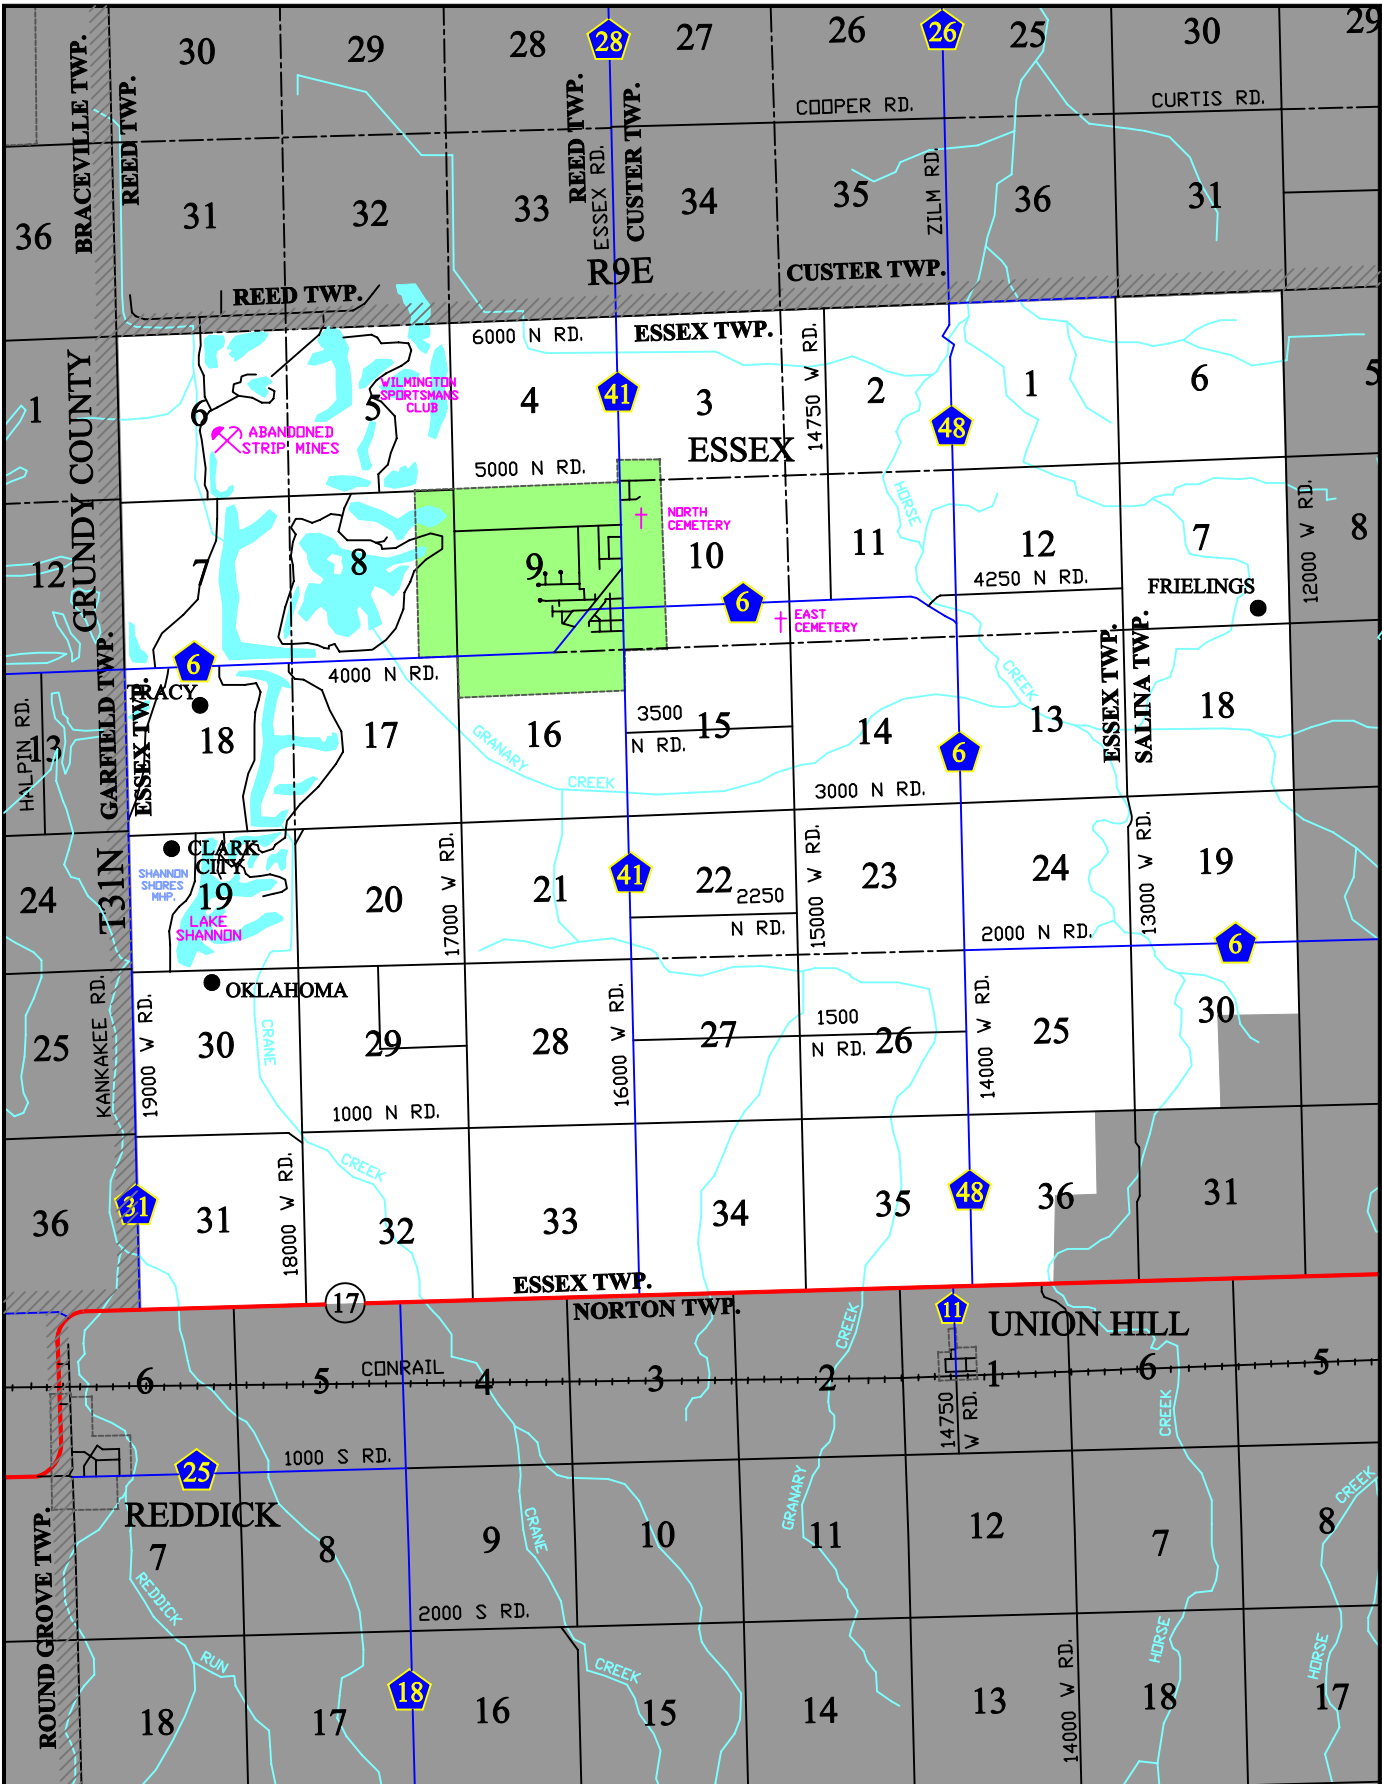 30
29
28
28
27
26
26
25
30
29
BRACEVILLE TWP.
REED TWP.
REED TWP.
ESSEX RD.
CUSTER TWP.
COOPER RD.
CURTIS RD.
ZILM RD.
36
31
32
33
34
35
36
31
R9E
REED TWP.
CUSTER TWP.
6000 N RD.
ESSEX TWP.
14750 W RD.
GRUNDY COUNTY
1
6
5
WILMINGTON
SPORTSMANS
CLUB
4
41
3
2
1
6
5
48
ABANDONED
STRIP MINES
ESSEX
5000 N RD.
HORSE
NORTH
CEMETERY
12000 W RD.
12
7
8
9
10
11
12
7
8
4250 N RD.
FRIELINGS
6
EAST
CEMETERY
6
4000 N RD.
CREEK
ESSEX TWP.
SALINA TWP.
GARFIELD TWP.
ESSEX TWP.
TRACY
HALPIN RD.
13
18
17
16
3500
N RD.
15
14
13
18
6
GRANARY
CREEK
3000 N RD.
T31N
CLARK
CITY
SHANNON
SHORES
MHP.
LAKE
SHANNON
24
19
20
17000 W RD.
21
41
22
2250
N RD.
15000 W RD.
23
24
13000 W RD.
19
2000 N RD.
6
OKLAHOMA
KANKAKEE RD.
19000 W RD.
25
30
CRANE
29
28
16000 W RD.
27
1500
N RD.
26
14000 W RD.
25
30
1000 N RD.
CREEK
18000 W RD.
36
31
31
32
33
34
35
48
36
31
ESSEX TWP.
17
NORTON TWP.
11
UNION HILL
CREEK
CONRAIL
6
5
4
3
2
1
6
5
14750
W RD.
CREEK
1000 S RD.
25
REDDICK
ROUND GROVE TWP.
GRANARY
CREEK
CRANE
7
8
9
10
11
12
7
8
REDDICK
RUN
2000 S RD.
CREEK
HORSE
HORSE
14000 W RD.
18
18
17
16
15
14
13
18
17